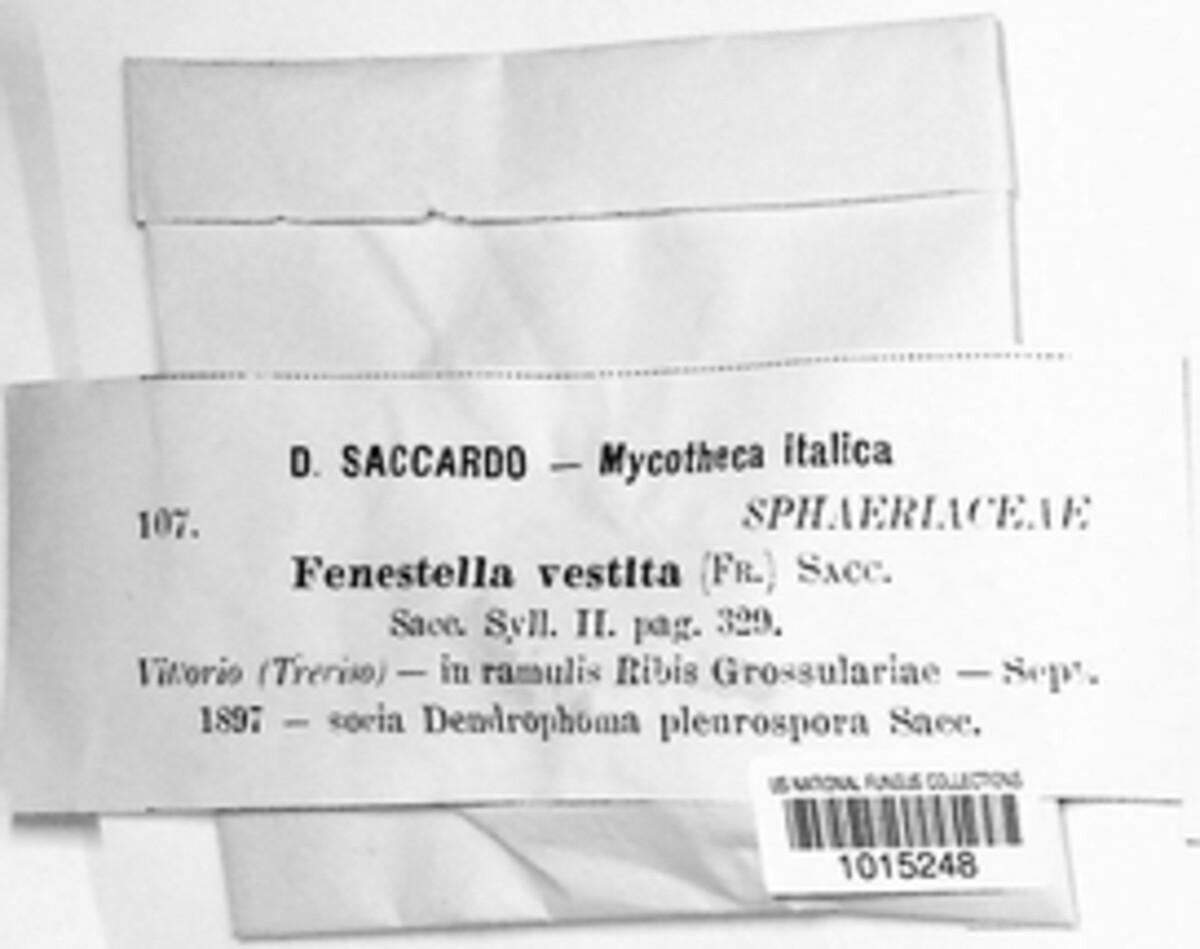 D. SACCARDO — Mycotheca italica
107.
SPHAERIACEAE
Fenestella vestita (FR.) SACC.
Sacc. Syll. II. pag. 329.
Vittorio (Treviso) — in ramulis Ribis Grossulariae — Sept.
1897 — socia Dendrophoma pleurospora Sacc.
US NATIONAL FUNGUS COLLECTIONS
1015248